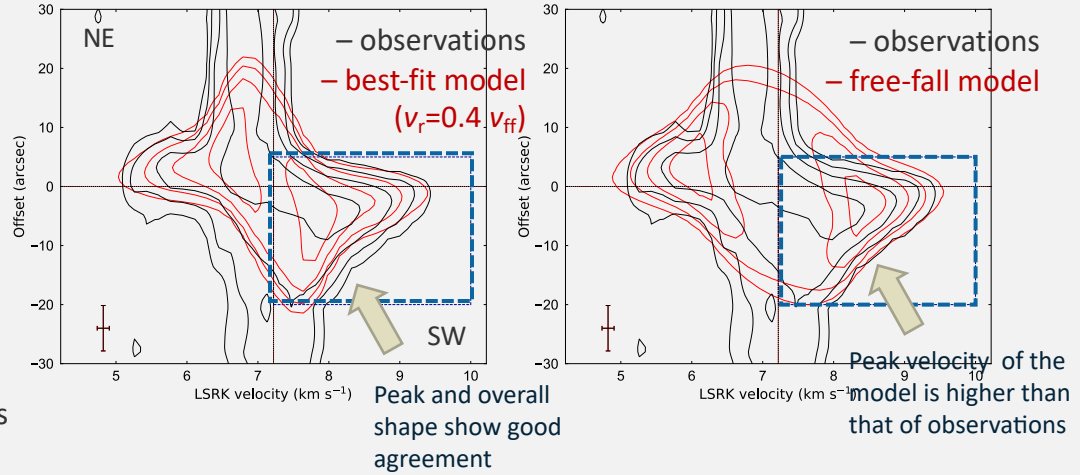 NE
– observations
– best-fit model
(vr=0.4 vff)
SW
30
20
10
0
−10
−20
−30
Offset (arcsec)
5
6
7
8
9
10
LSRK velocity (km s⁻¹)
Peak and overall
shape show good
agreement
s
– observations
– free-fall model
30
20
10
0
−10
−20
−30
Offset (arcsec)
5
6
7
8
9
10
LSRK velocity (km s⁻¹)
Peak velocity of the
model is higher than
that of observations